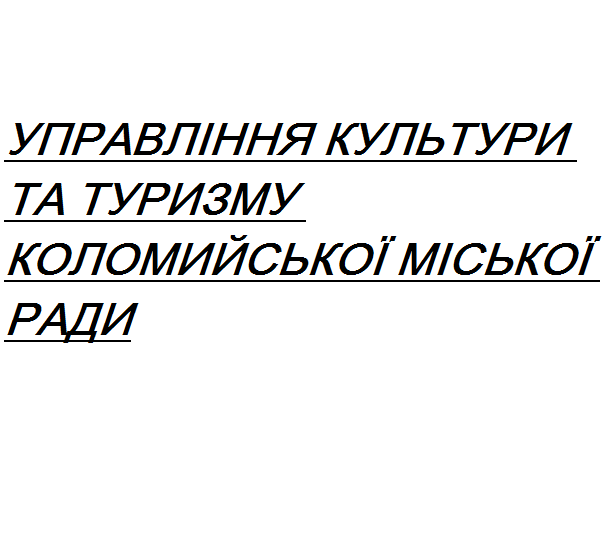 УПРАВЛІННЯ КУЛЬТУРИ
ТА ТУРИЗМУ
КОЛОМИЙСЬКОЇ МІСЬКОЇ
РАДИ